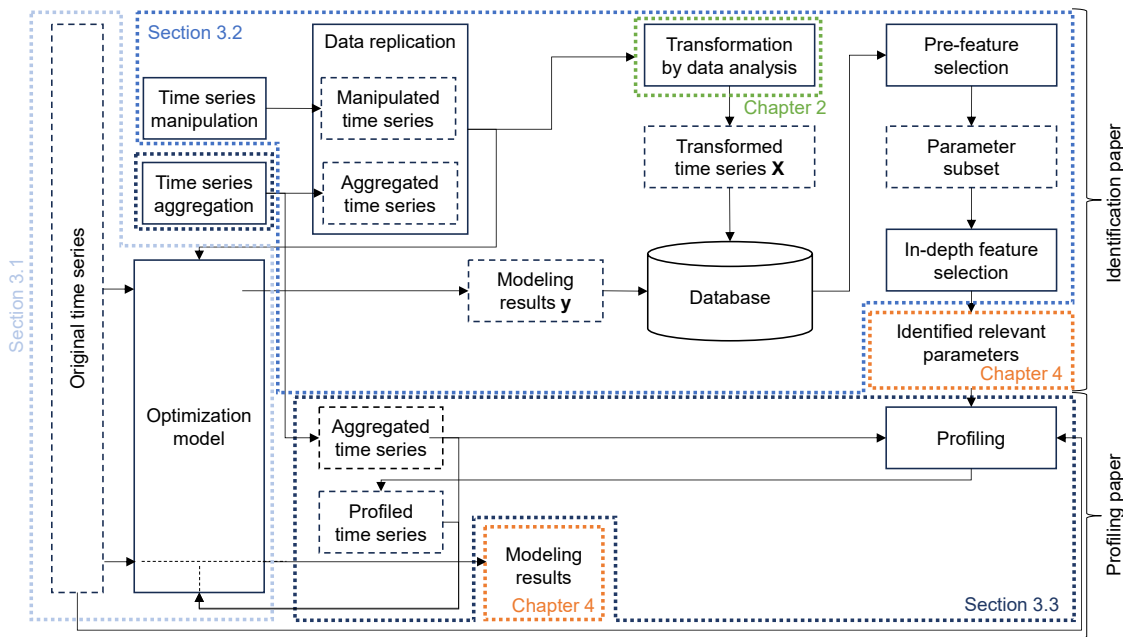 Section 3.2
Data replication
Transformation
by data analysis
Pre-feature
selection
Time series
manipulation
Manipulated
time series
Chapter 2
Transformed
time series X
Parameter
subset
Time series
aggregation
Aggregated
time series
In-depth feature
selection
Identification paper
Section 3.1
Original time series
Modeling
results y
Database
Identified relevant
parameters
Chapter 4
Optimization
model
Aggregated
time series
Profiling
Profiled
time series
Profiling paper
Modeling
results
Chapter 4
Section 3.3